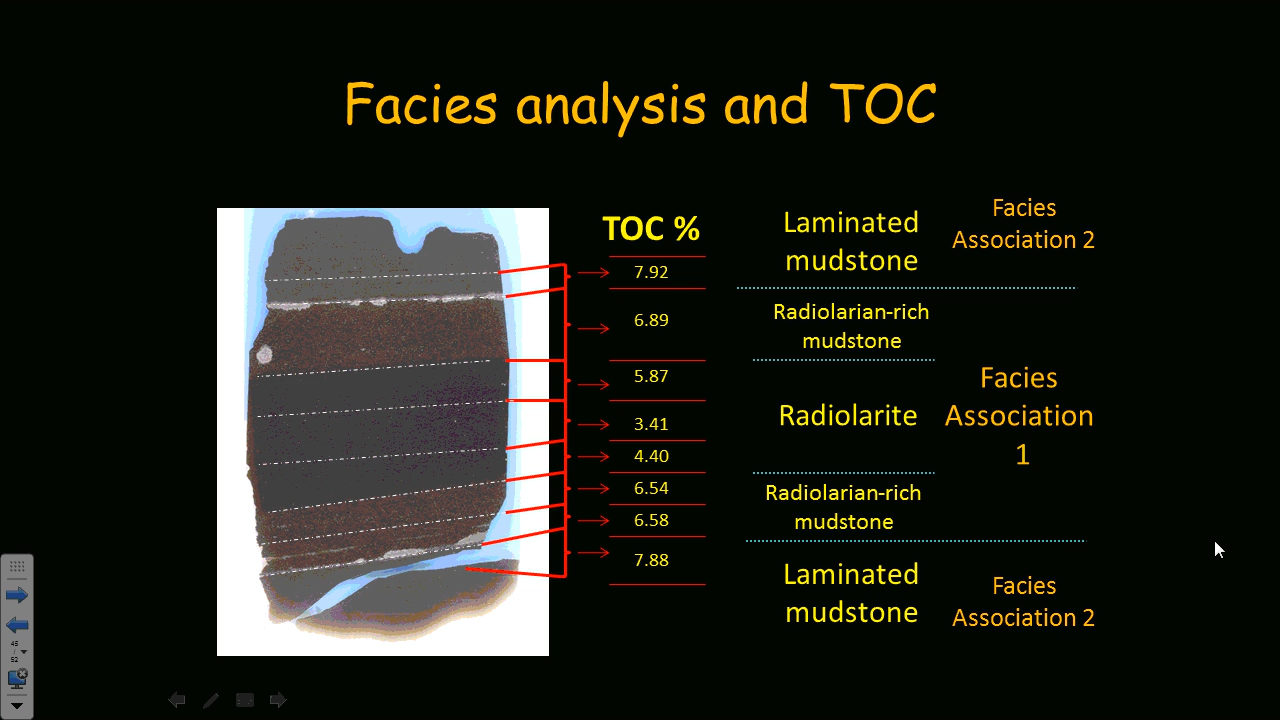 Facies analysis and TOC
TOC %
7.92
6.89
5.87
3.41
4.40
6.54
6.58
7.88
Laminated
mudstone
Radiolarian-rich
mudstone
Radiolarite
Radiolarian-rich
mudstone
Laminated
mudstone
Facies
Association 2
Facies
Association
1
Facies
Association 2
45
/
52